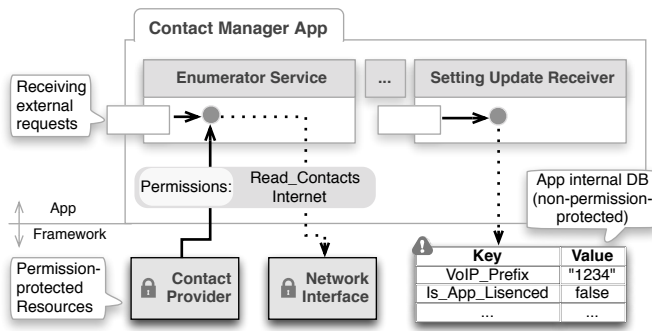 Contact Manager App
Enumerator Service
...
Setting Update Receiver
Receiving
external
requests
Permissions:
Read_Contacts
Internet
App internal DB
(non-permission-
protected)
App
Framework
Permission-
protected
Resources
Contact
Provider
Network
Interface
Key Value
VoIP_Prefix "1234"
Is_App_Lisenced false
... ...